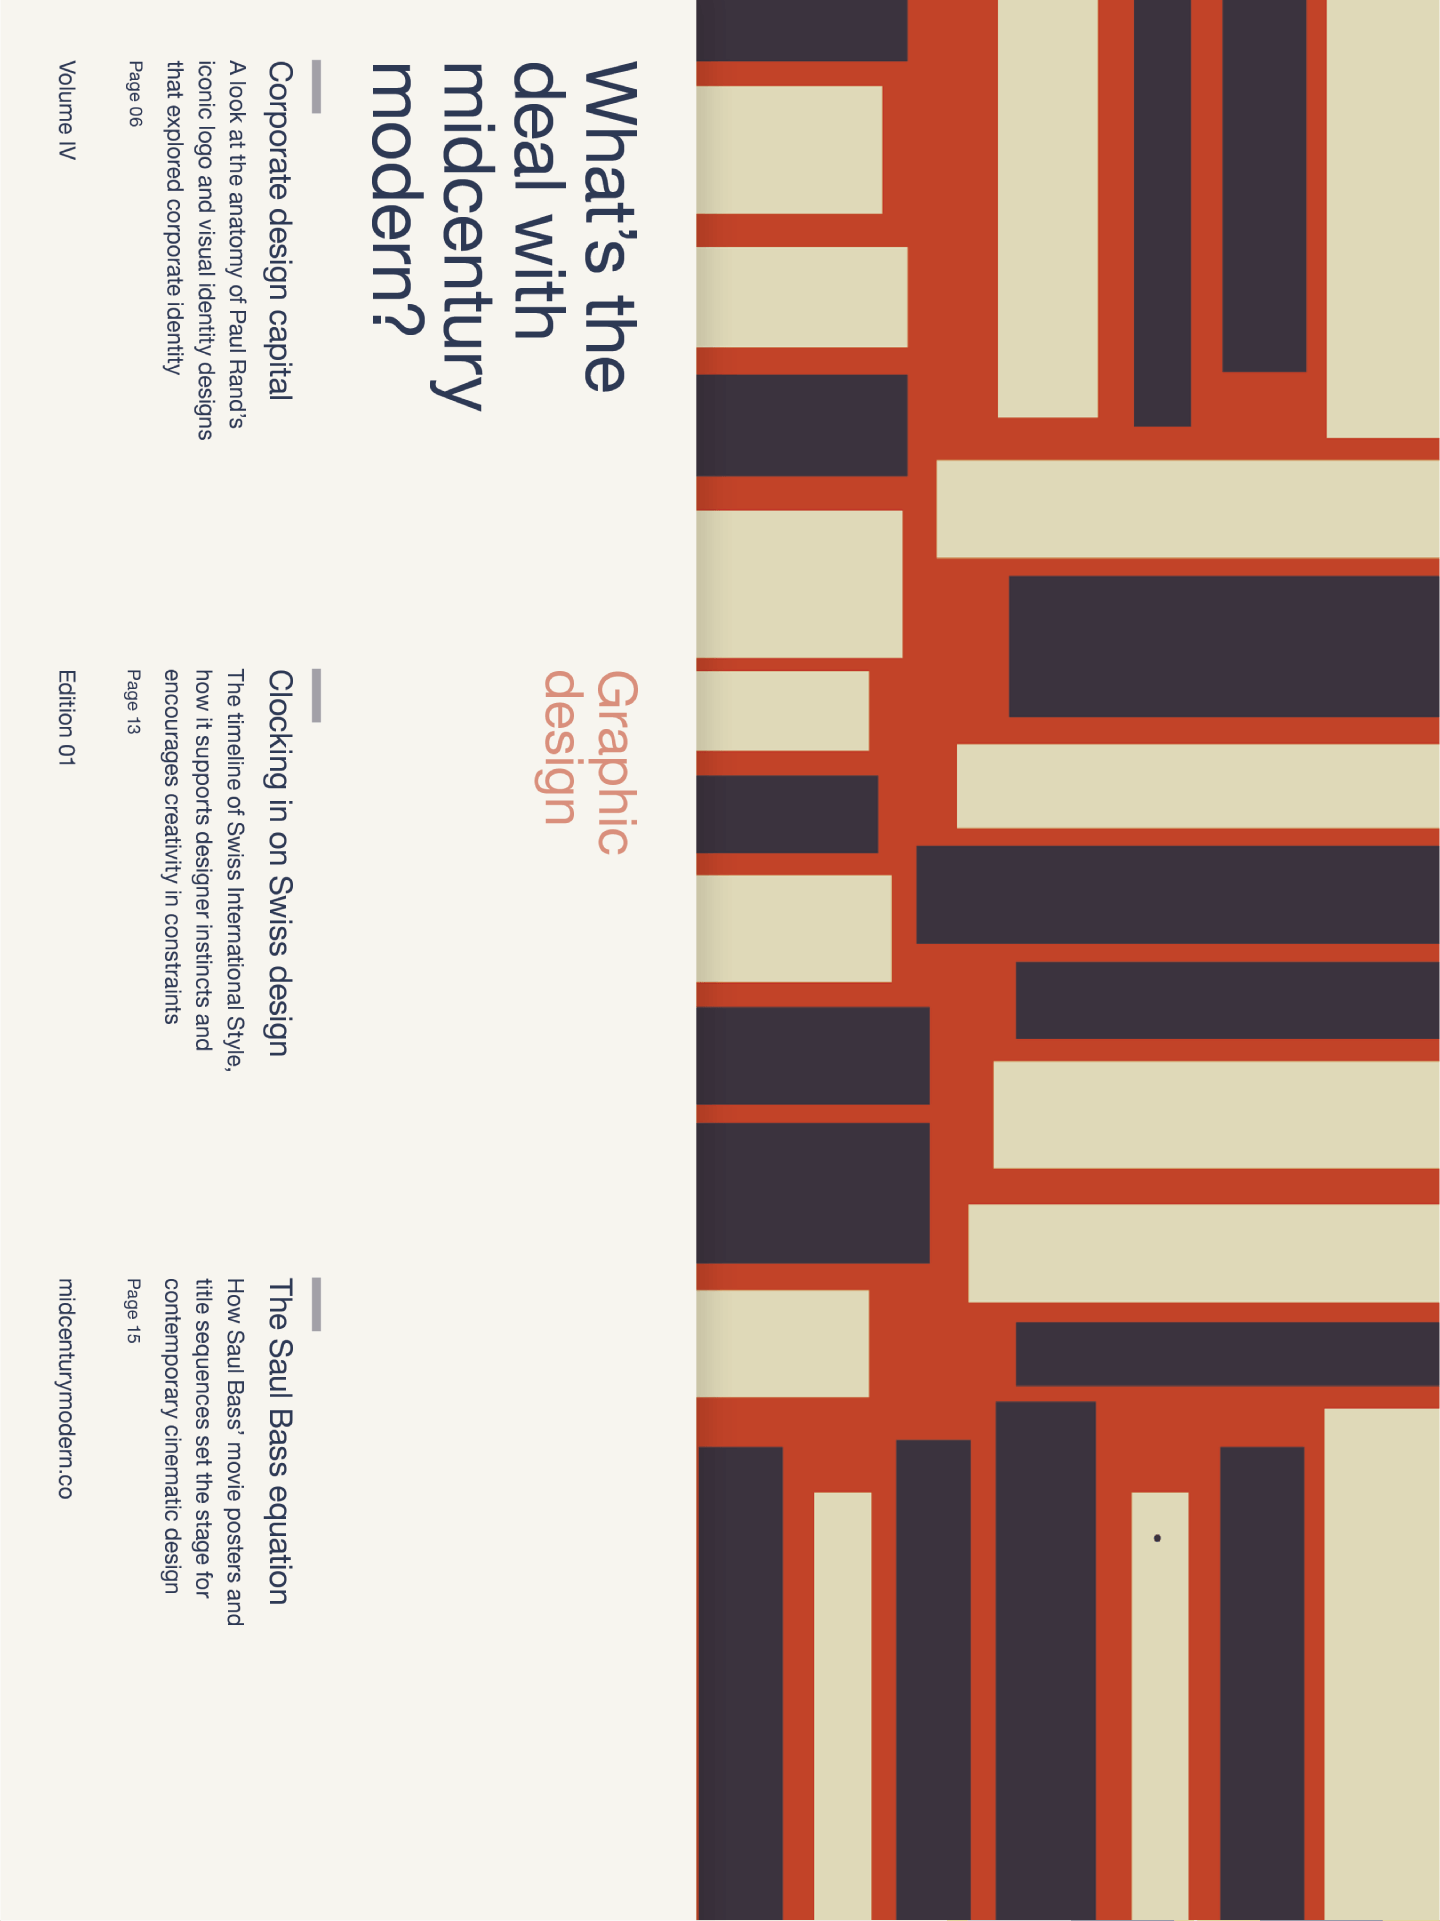 What’s the
deal with
midcentury
modern?
Graphic
design
Corporate design capital
A look at the anatomy of Paul Rand’s
iconic logo and visual identity designs
that explored corporate identity
Page 06
Clocking in on Swiss design
The timeline of Swiss International Style,
how it supports designer instincts and
encourages creativity in constraints
Page 13
The Saul Bass equation
How Saul Bass’ movie posters and
title sequences set the stage for
contemporary cinematic design
Page 15
Volume IV
Edition 01
midcenturymodern.co